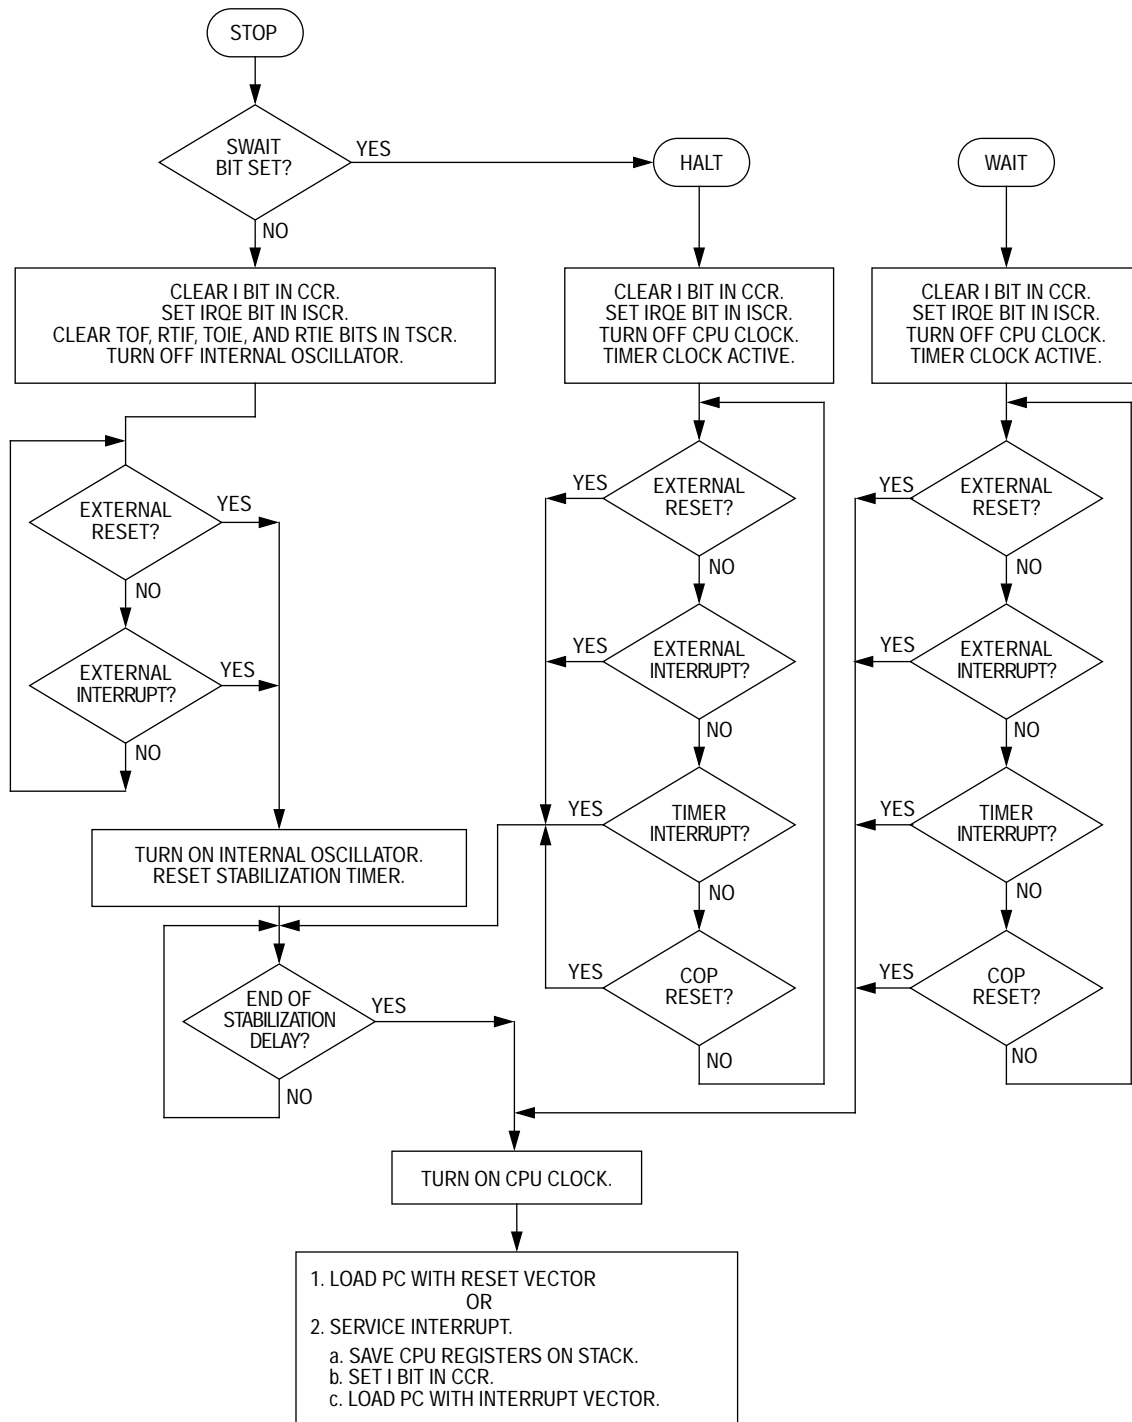 STOP
SWAIT
BIT SET?
YES
HALT
WAIT
NO
CLEAR I BIT IN CCR.
SET IRQE BIT IN ISCR.
CLEAR TOF, RTIF, TOIE, AND RTIE BITS IN TSCR.
TURN OFF INTERNAL OSCILLATOR.
CLEAR I BIT IN CCR.
SET IRQE BIT IN ISCR.
TURN OFF CPU CLOCK.
TIMER CLOCK ACTIVE.
CLEAR I BIT IN CCR.
SET IRQE BIT IN ISCR.
TURN OFF CPU CLOCK.
TIMER CLOCK ACTIVE.
EXTERNAL
RESET?
YES
NO
EXTERNAL
INTERRUPT?
YES
NO
TURN ON INTERNAL OSCILLATOR.
RESET STABILIZATION TIMER.
END OF
STABILIZATION
DELAY?
YES
NO
YES
EXTERNAL
RESET?
NO
YES
EXTERNAL
INTERRUPT?
NO
YES
TIMER
INTERRUPT?
NO
YES
COP
RESET?
NO
YES
EXTERNAL
RESET?
NO
YES
EXTERNAL
INTERRUPT?
NO
YES
TIMER
INTERRUPT?
NO
YES
COP
RESET?
NO
TURN ON CPU CLOCK.
1. LOAD PC WITH RESET VECTOR
OR
2. SERVICE INTERRUPT.
a. SAVE CPU REGISTERS ON STACK.
b. SET I BIT IN CCR.
c. LOAD PC WITH INTERRUPT VECTOR.